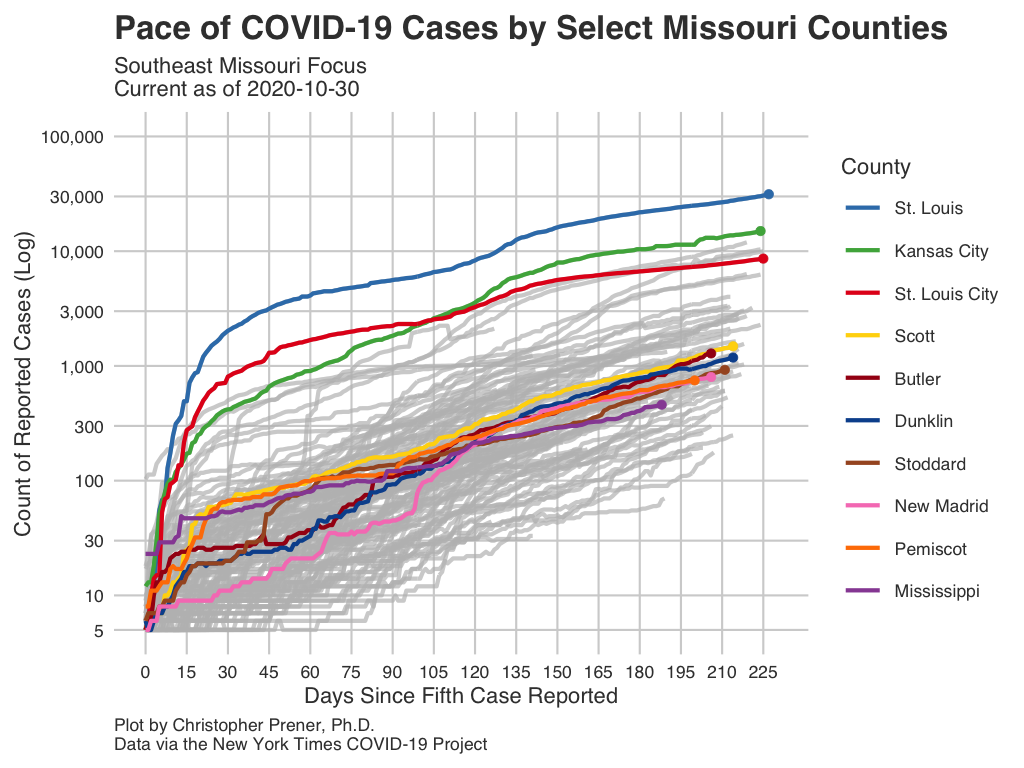 Pace of COVID-19 Cases by Select Missouri Counties
Southeast Missouri Focus
Current as of 2020-10-30
Count of Reported Cases (Log)
100,000
30,000
10,000
3,000
1,000
300
100
30
10
5
0 15 30 45 60 75 90 105 120 135 150 165 180 195 210 225
Days Since Fifth Case Reported
County
St. Louis
Kansas City
St. Louis City
Scott
Butler
Dunklin
Stoddard
New Madrid
Pemiscot
Mississippi
Plot by Christopher Prener, Ph.D.
Data via the New York Times COVID-19 Project